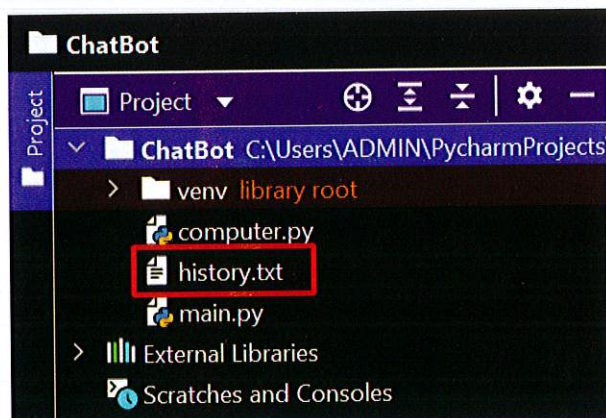 ChatBot
Project
Project
ChatBot C:\Users\ADMIN\PycharmProjects
venv library root
computer.py
history.txt
main.py
External Libraries
Scratches and Consoles